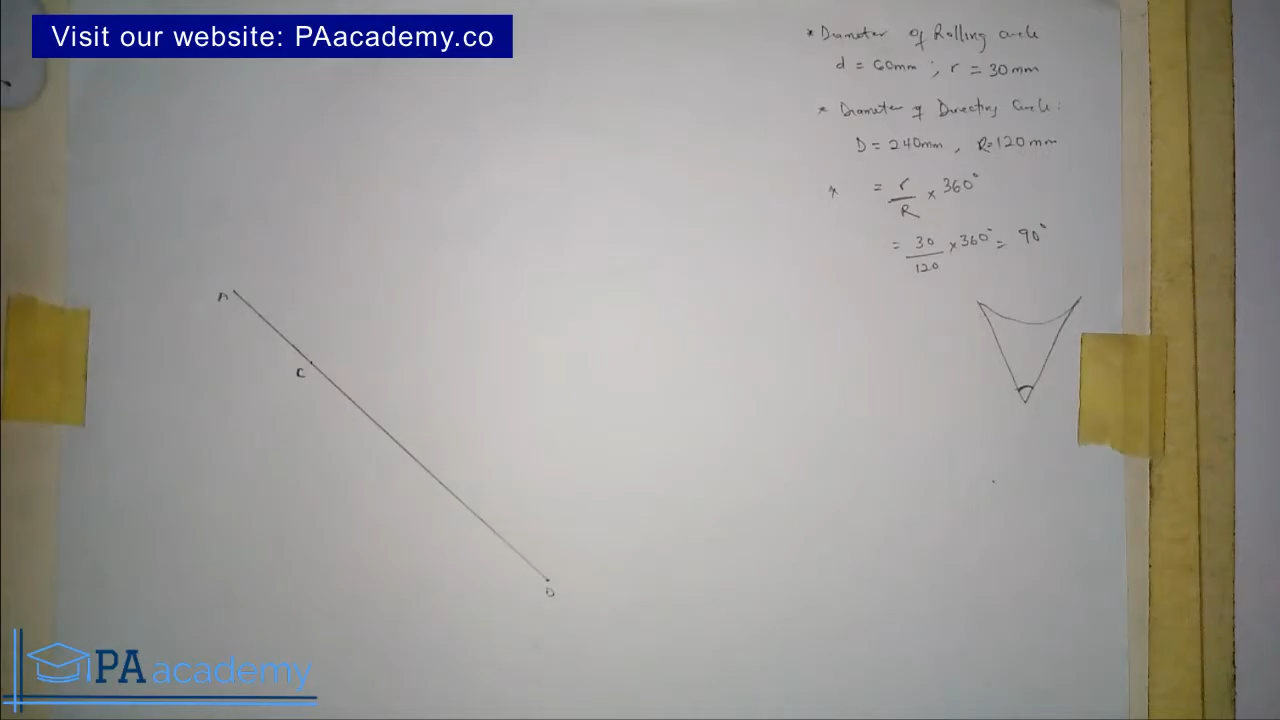 Visit our website: PAacademy.co
* Diameter of Rolling circle
d = 60mm ; r = 30mm
* Diameter of Directing Circle :
D = 240mm , R=120mm
* = r/R × 360°
= 30/120 × 360° = 90°
A
C
O
PA academy